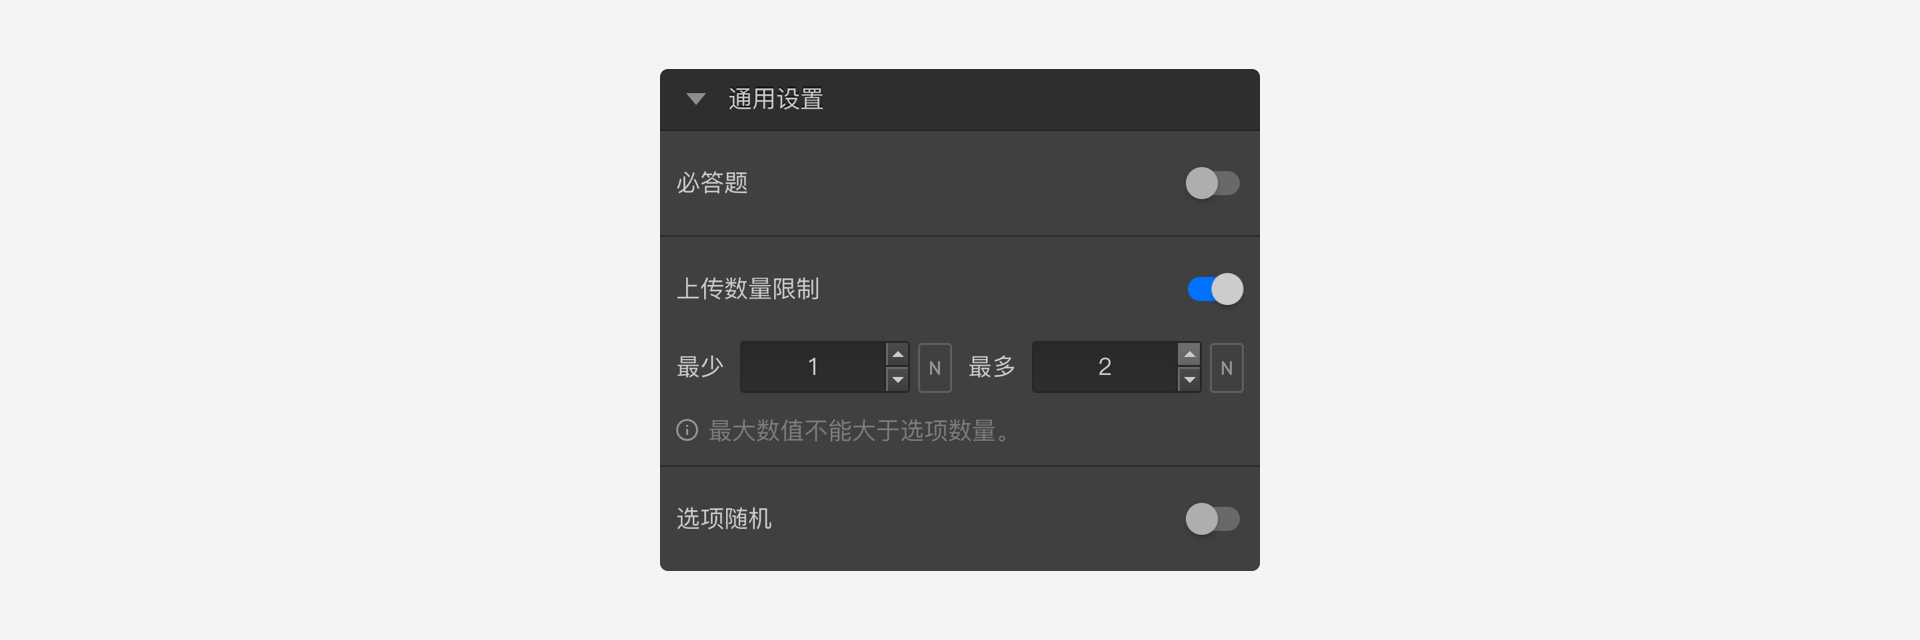 通用设置
必答题
上传数量限制
最少 1 N 最多 2 N
最大数值不能大于选项数量。
选项随机